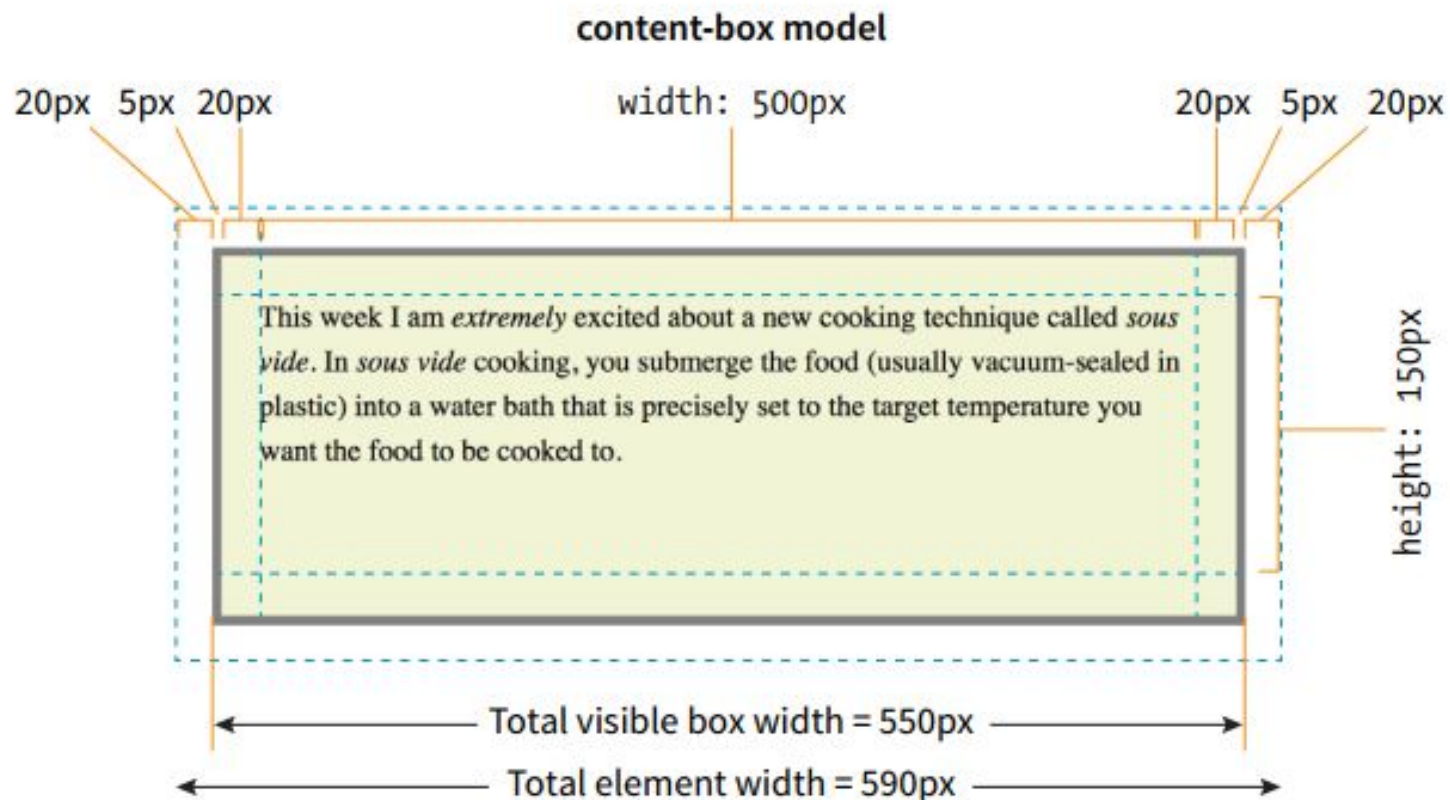 content-box model
20px 5px 20px width: 500px 20px 5px 20px
This week I am extremely excited about a new cooking technique called sous
vide. In sous vide cooking, you submerge the food (usually vacuum-sealed in
plastic) into a water bath that is precisely set to the target temperature you
want the food to be cooked to.
height: 150px
Total visible box width = 550px
Total element width = 590px